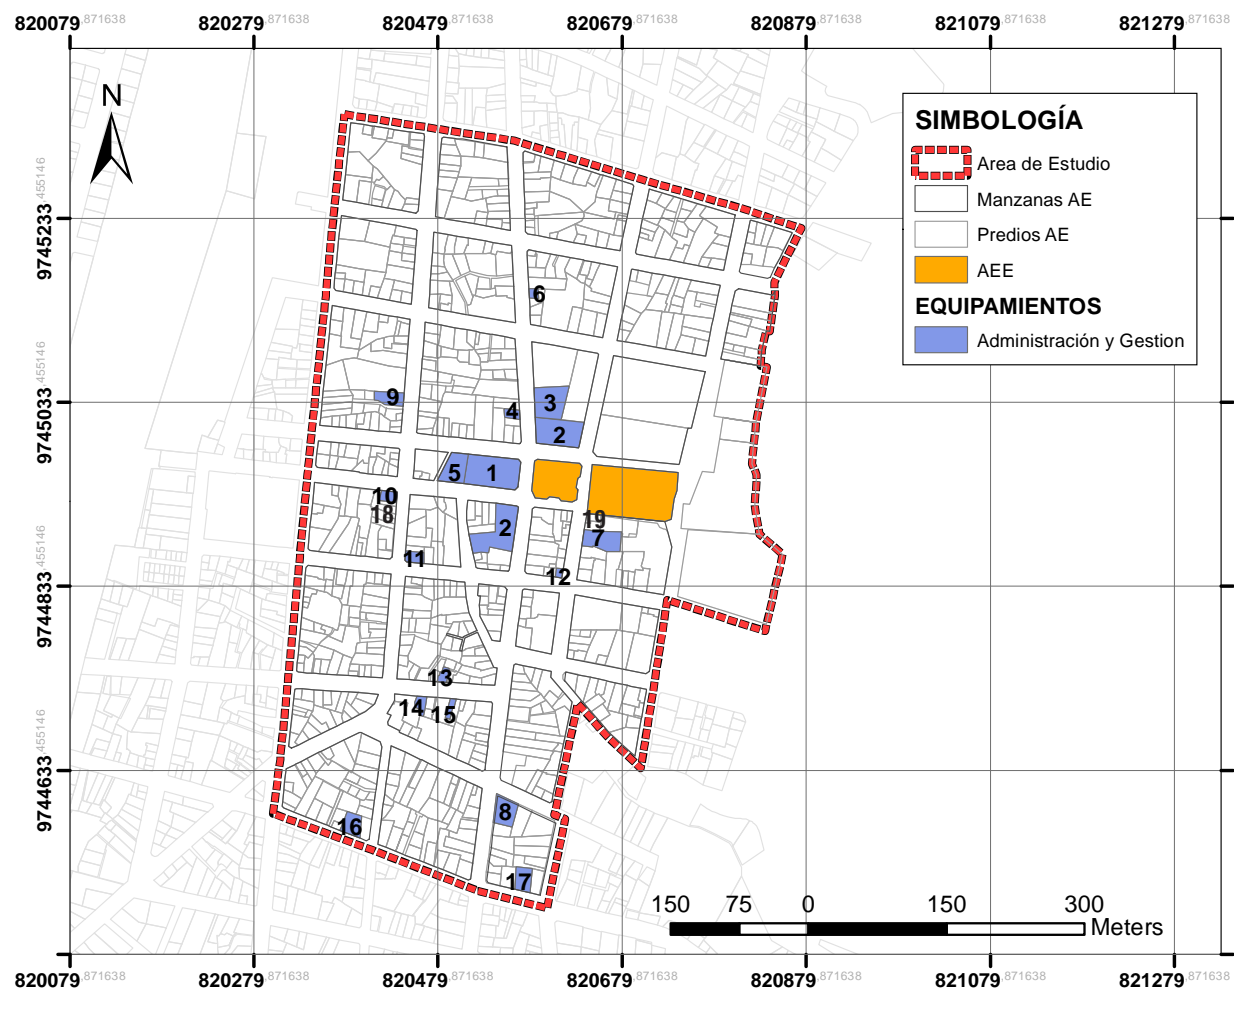 820079,871638 820279,871638 820479,871638 820679,871638 820879,871638 821079,871638 821279,871638
N
SIMBOLOGÍA
Area de Estudio
Manzanas AE
Predios AE
AEE
EQUIPAMIENTOS
Administración y Gestion
9745233,455146
9745033,455146
9744833,455146
9744633,455146
6
9
4
3
2
5
1
10
18
2
19
7
11
12
13
14
15
8
16
17
150 75 0 150 300
Meters
820079,871638 820279,871638 820479,871638 820679,871638 820879,871638 821079,871638 821279,871638